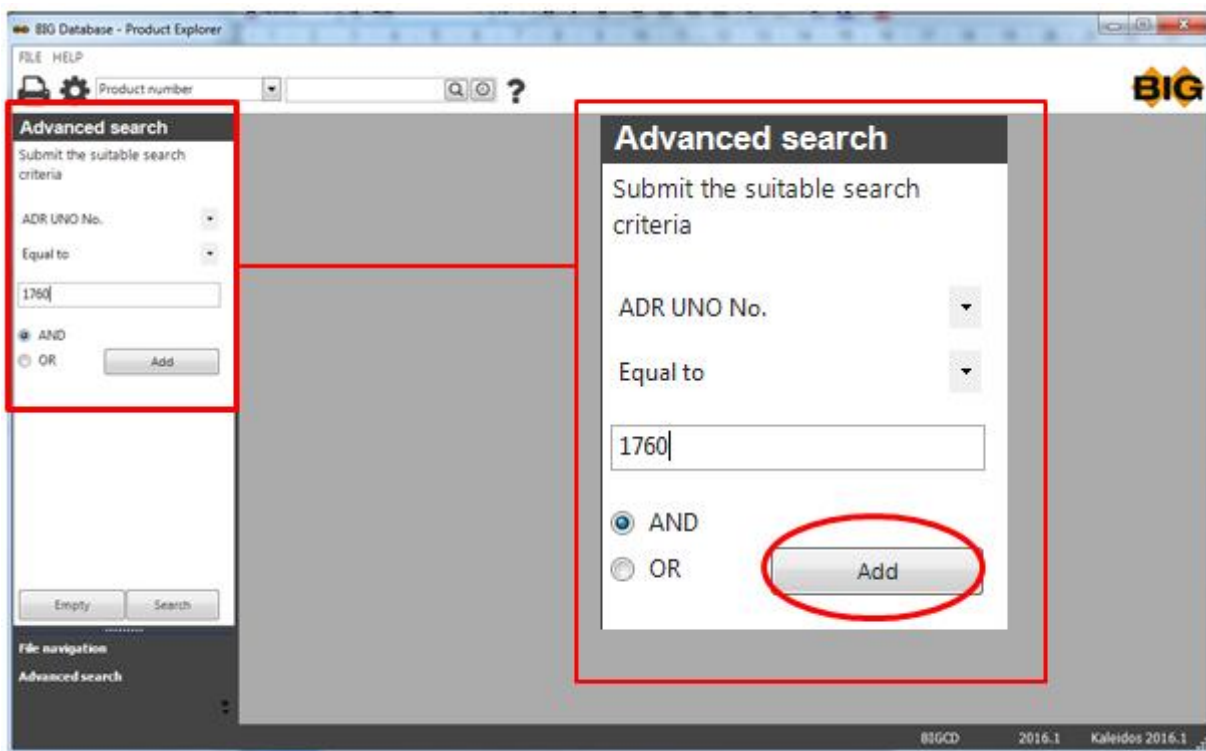 BIG Database - Product Explorer
FILE HELP
Product number
?
BIG
Advanced search
Submit the suitable search
criteria
ADR UNO No.
Equal to
1760
AND
OR
Add
Empty
Search
File navigation
Advanced search
Advanced search
Submit the suitable search
criteria
ADR UNO No.
Equal to
1760
AND
OR
Add
BIGCD 2016.1 Kaleidos 2016.1